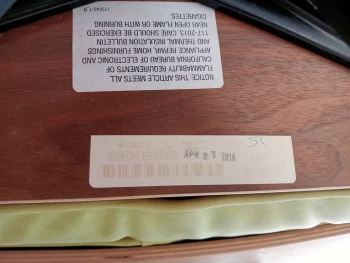 NOTICE: THIS ARTICLE MEETS ALL
FLAMMABILITY REQUIREMENTS OF
CALIFORNIA BUREAU OF ELECTRONIC AND
APPLIANCE REPAIR HOME FURNISHINGS
AND THERMAL INSULATION BULLETIN
117-2013. CARE SHOULD BE EXERCISED
NEAR OPEN FLAME OR WITH BURNING
CIGARETTES.
APR 2 7 2016